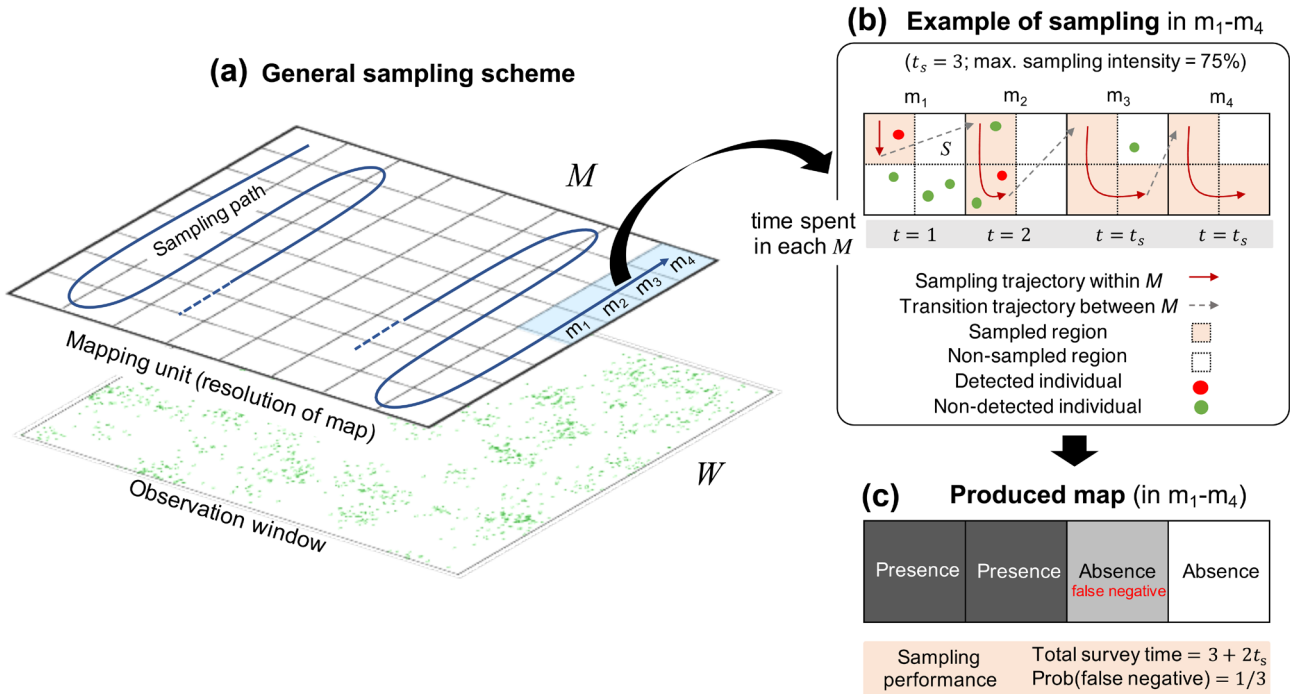 (a) General sampling scheme
M
Sampling path
m₁
m₂
m₃
m₄
Mapping unit (resolution of map)
W
Observation window
(b) Example of sampling in m₁-m₄
(tₛ = 3; max. sampling intensity = 75%)
m₁ m₂ m₃ m₄
S
time spent
in each M
t = 1 t = 2 t = tₛ t = tₛ
Sampling trajectory within M
Transition trajectory between M
Sampled region
Non-sampled region
Detected individual
Non-detected individual
(c) Produced map (in m₁-m₄)
Presence Presence Absence Absence
false negative
Sampling
performance
Total survey time = 3 + 2tₛ
Prob(false negative) = 1/3